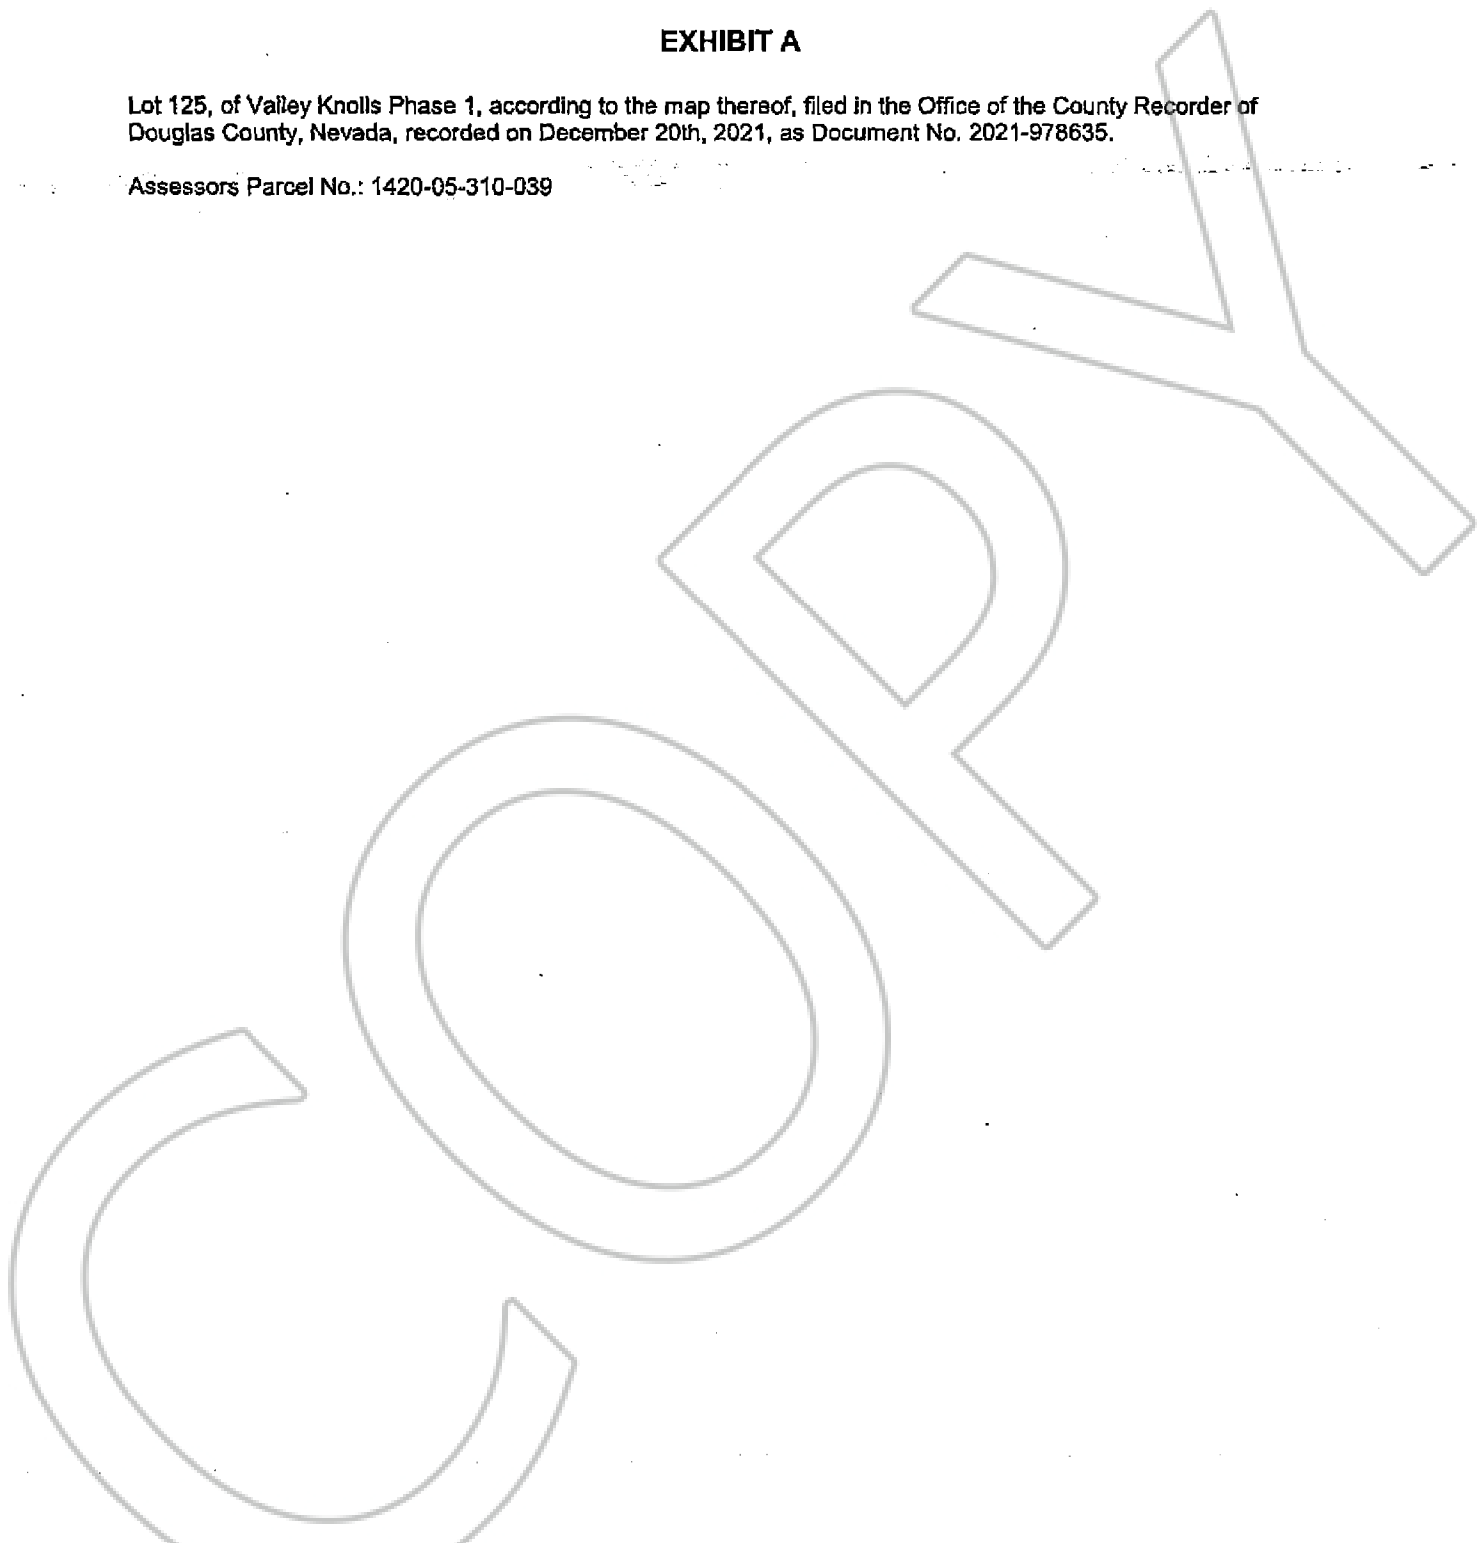 EXHIBIT A
Lot 125, of Valley Knolls Phase 1, according to the map thereof, filed in the Office of the County Recorder of
Douglas County, Nevada, recorded on December 20th, 2021, as Document No. 2021-978635.
Assessors Parcel No.: 1420-05-310-039
COPY